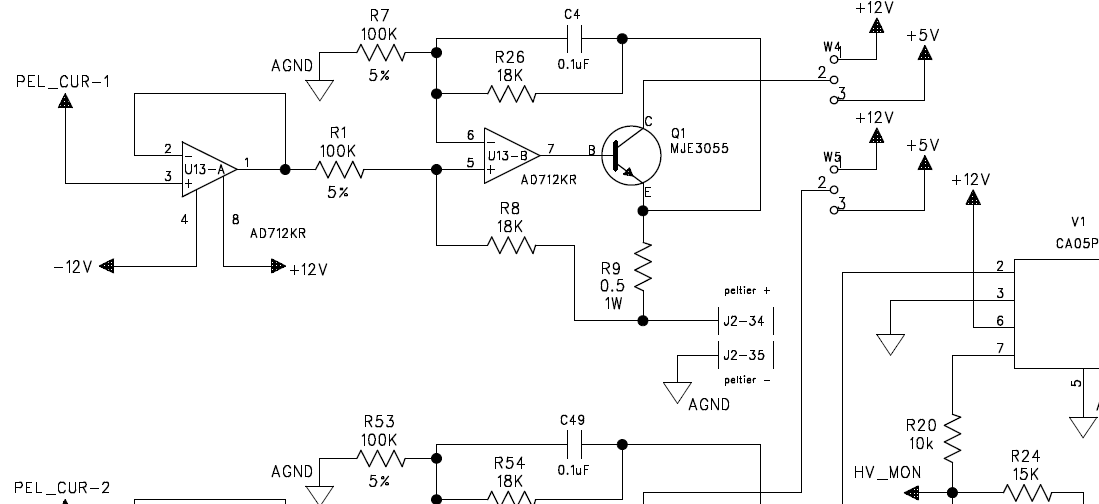 +12V
R7
100K
5%
C4
0.1uF
W4
1
+5V
AGND
R26
18K
2
3
PEL_CUR-1
+12V
C
Q1
MJE3055
6
-
5
+
U13-B
7
B
AD712KR
E
W5
1
+5V
2
3
+12V
2
-
3
+
U13-A
1
R1
100K
5%
4
8
AD712KR
-12V
+12V
R8
18K
R9
0.5
1W
V1
CA05P
2
3
6
7
5
peltier +
J2-34
J2-35
peltier -
AGND
R53
100K
5%
C49
0.1uF
AGND
R54
18K
PEL_CUR-2
R20
10k
HV_MON
R24
15K